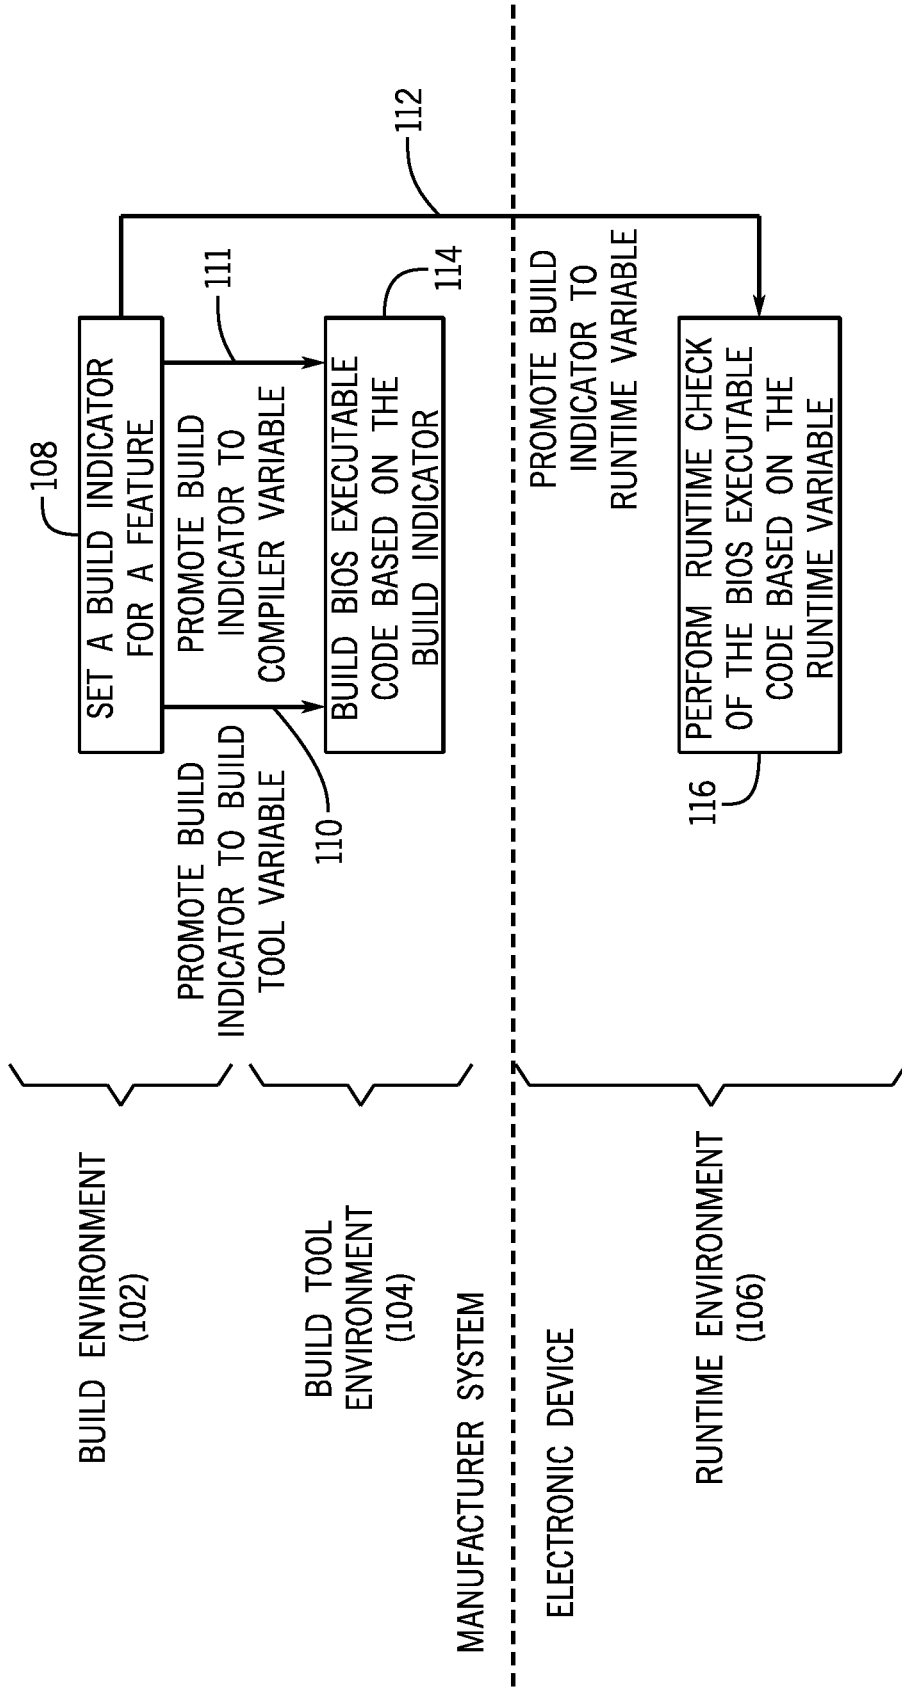 BUILD ENVIRONMENT
(102)
108
SET A BUILD INDICATOR
FOR A FEATURE
PROMOTE BUILD
INDICATOR TO BUILD
TOOL VARIABLE
110
PROMOTE BUILD
INDICATOR TO
COMPILER VARIABLE
111
112
BUILD TOOL
ENVIRONMENT
(104)
BUILD BIOS EXECUTABLE
CODE BASED ON THE
BUILD INDICATOR
114
MANUFACTURER SYSTEM
ELECTRONIC DEVICE
PROMOTE BUILD
INDICATOR TO
RUNTIME VARIABLE
RUNTIME ENVIRONMENT
(106)
116
PERFORM RUNTIME CHECK
OF THE BIOS EXECUTABLE
CODE BASED ON THE
RUNTIME VARIABLE